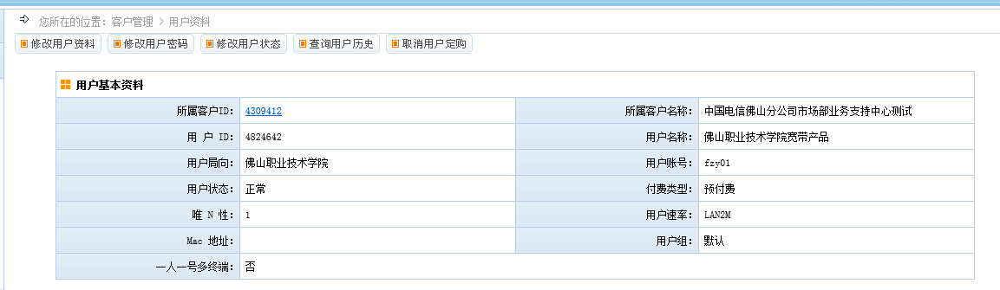 您所在的位置：客户管理 > 用户资料
修改用户资料 修改用户密码 修改用户状态 查询用户历史 取消用户定购
用户基本资料
所属客户ID： 4309412 所属客户名称： 中国电信佛山分公司市场部业务支持中心测试
用 户 ID： 4824642 用户名称： 佛山职业技术学院宽带产品
用户局向： 佛山职业技术学院 用户账号： fzy01
用户状态： 正常 付费类型： 预付费
唯 N 性： 1 用户速率： LAN2M
Mac 地址： 用户组： 默认
一人一号多终端： 否